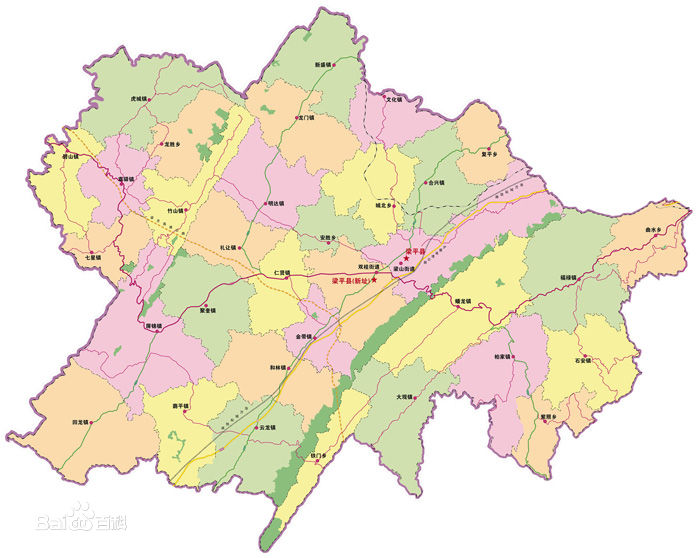 新盛镇
虎城镇
文化镇
龙门镇
龙胜乡
碧山镇
复平乡
荫疆镇
合兴镇
竹山镇
明达镇
城北乡
曲水乡
安胜乡
七星镇
礼让镇
梁平县
双桂街道
梁山街道
仁贤镇
梁平县(新址)
福禄镇
聚奎镇
蟠龙镇
屏锦镇
金带镇
柏家镇
石安镇
和林镇
大观镇
荫平镇
回龙镇
紫照乡
云龙镇
铁门乡
Baidu百科